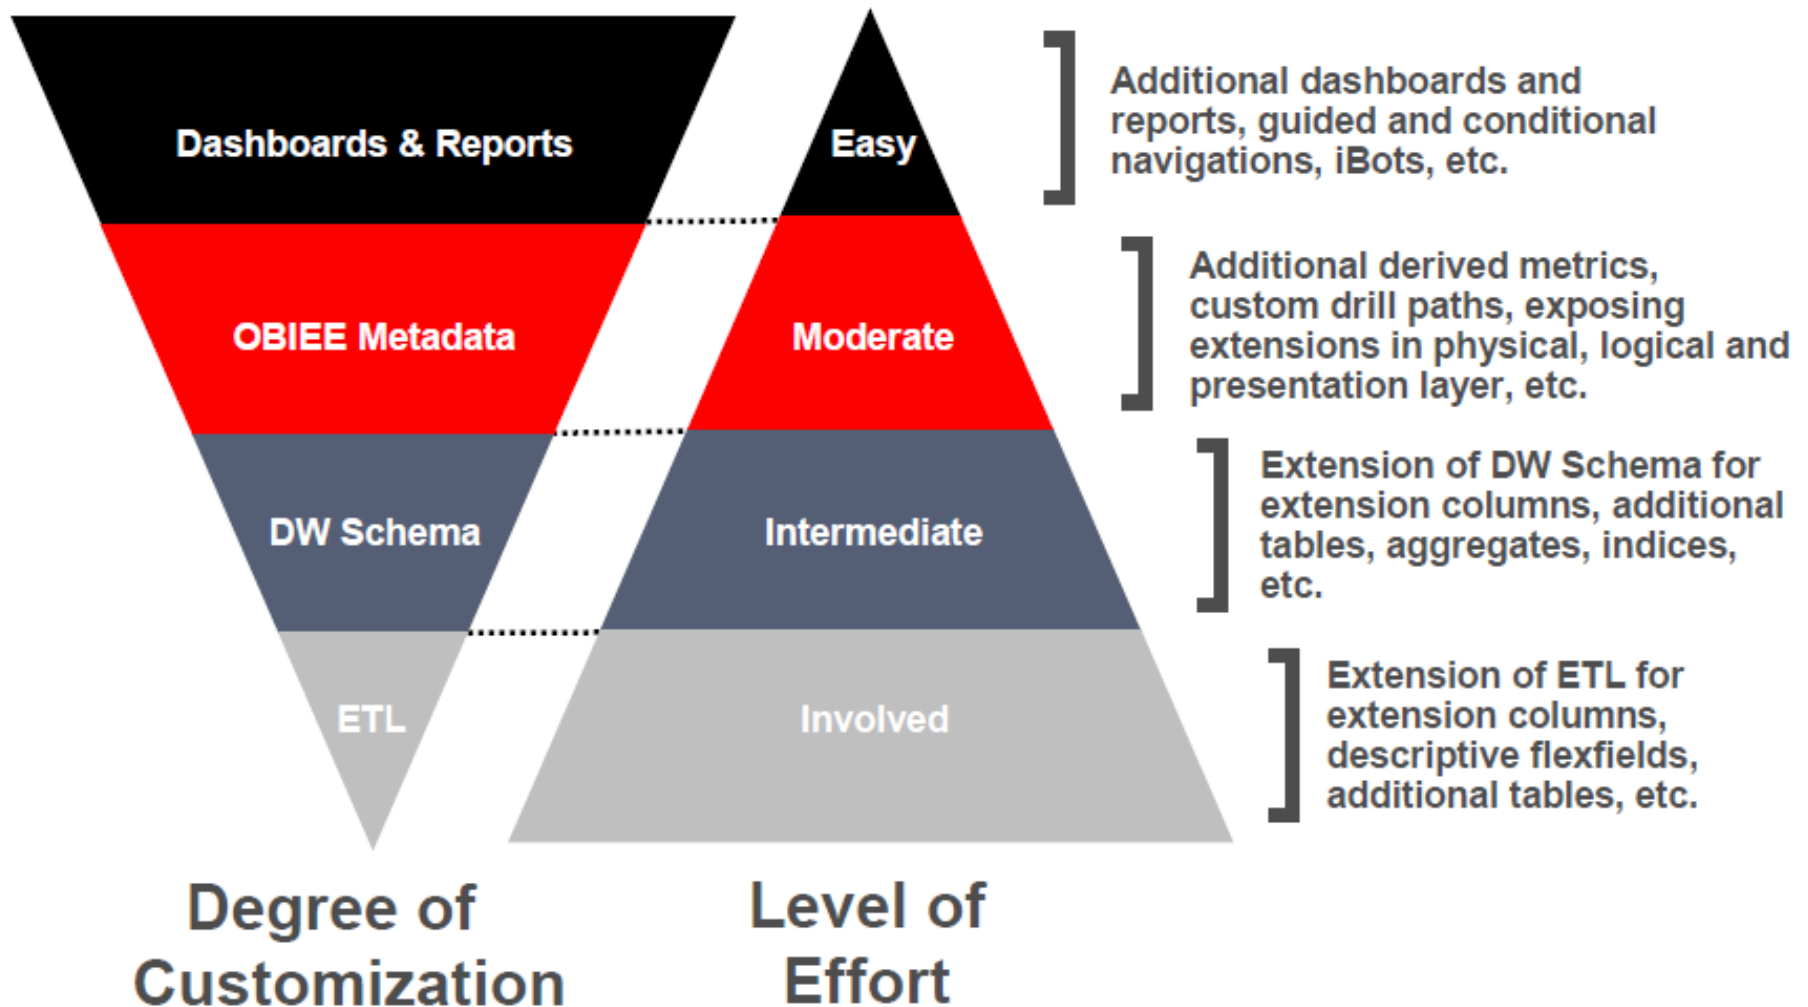 Dashboards & Reports
Easy
Additional dashboards and
reports, guided and conditional
navigations, iBots, etc.
OBIEE Metadata
Moderate
Additional derived metrics,
custom drill paths, exposing
extensions in physical, logical and
presentation layer, etc.
DW Schema
Intermediate
Extension of DW Schema for
extension columns, additional
tables, aggregates, indices,
etc.
ETL
Involved
Extension of ETL for
extension columns,
descriptive flexfields,
additional tables, etc.
Degree of
Customization
Level of
Effort